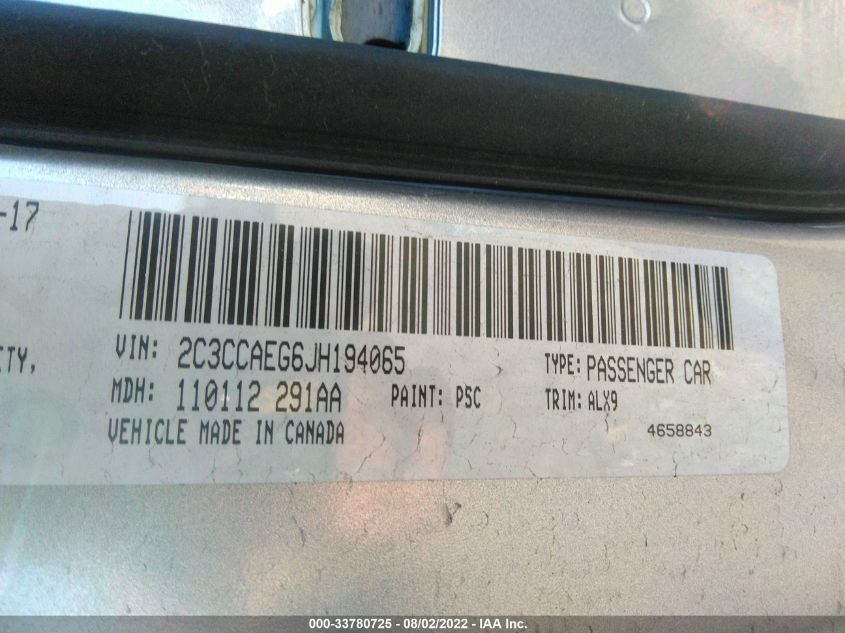 -17
ETY,
VIN: 2C3CCAEG6JH194065 TYPE: PASSENGER CAR
MDH: 110112 291AA PAINT: PSC TRIM: ALX9
VEHICLE MADE IN CANADA 4658843
000-33780725 - 08/02/2022 - IAA Inc.